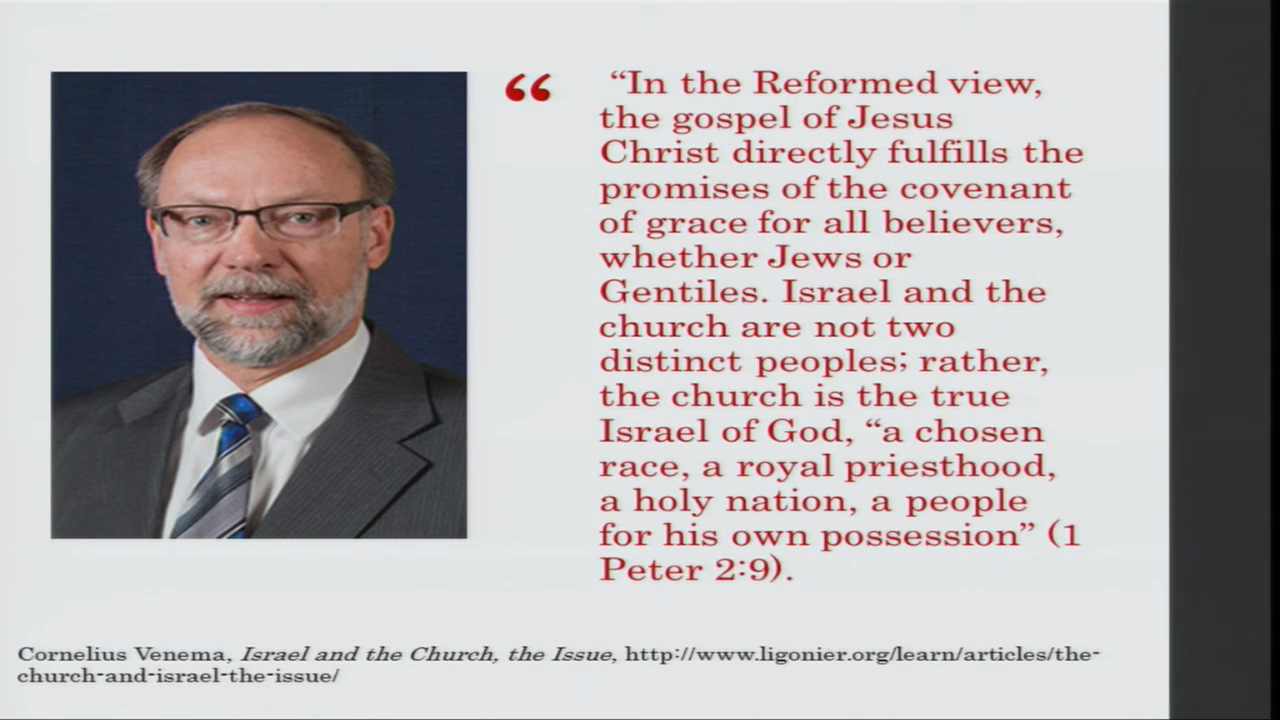 “
“In the Reformed view,
the gospel of Jesus
Christ directly fulfills the
promises of the covenant
of grace for all believers,
whether Jews or
Gentiles. Israel and the
church are not two
distinct peoples; rather,
the church is the true
Israel of God, “a chosen
race, a royal priesthood,
a holy nation, a people
for his own possession” (1
Peter 2:9).
Cornelius Venema, Israel and the Church, the Issue, http://www.ligonier.org/learn/articles/the-
church-and-israel-the-issue/